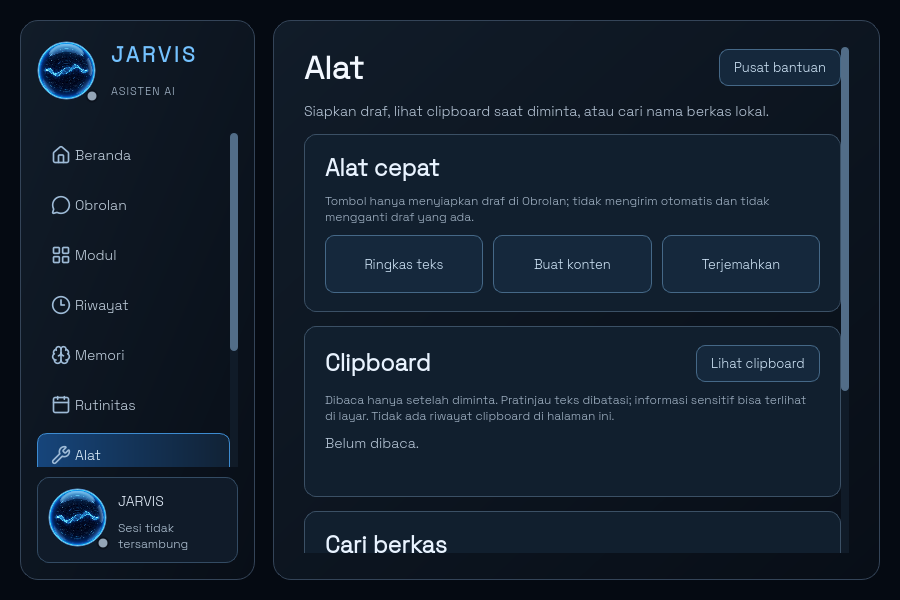 JARVIS
ASISTEN AI
Beranda
Obrolan
Modul
Riwayat
Memori
Rutinitas
Alat
JARVIS
Sesi tidak
tersambung
Alat
Pusat bantuan
Siapkan draf, lihat clipboard saat diminta, atau cari nama berkas lokal.
Alat cepat
Tombol hanya menyiapkan draf di Obrolan; tidak mengirim otomatis dan tidak
mengganti draf yang ada.
Ringkas teks
Buat konten
Terjemahkan
Clipboard
Lihat clipboard
Dibaca hanya setelah diminta. Pratinjau teks dibatasi; informasi sensitif bisa terlihat
di layar. Tidak ada riwayat clipboard di halaman ini.
Belum dibaca.
Cari berkas